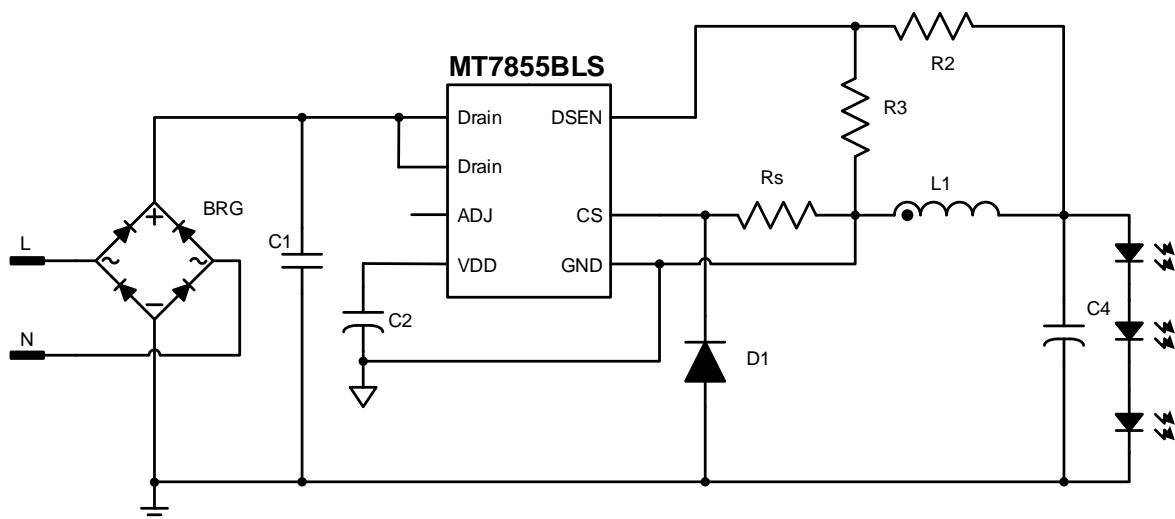 MT7855BLS
R2
Drain
DSEN
R3
Drain
Rs
L1
BRG
ADJ
CS
L
C1
VDD
GND
C2
C4
N
D1